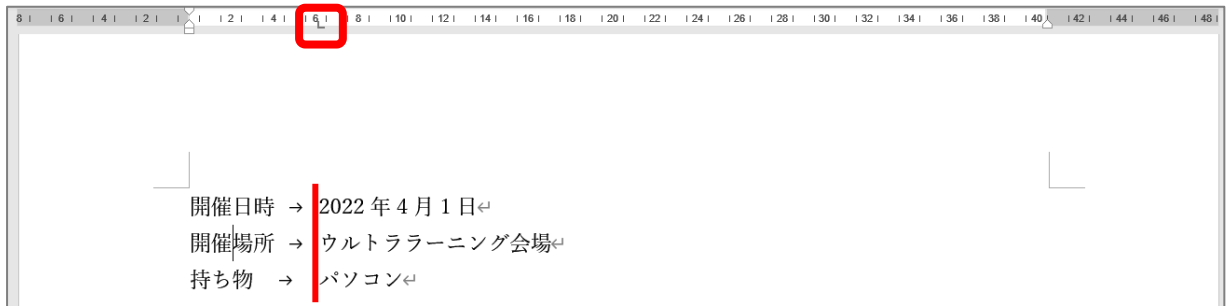 8 6 4 2 2 4 6 8 10 12 14 16 18 20 22 24 26 28 30 32 34 36 38 40 42 44 46 48
開催日時 → 2022 年 4 月 1 日↵
開催場所 → ウルトララーニング会場↵
持ち物 → パソコン↵